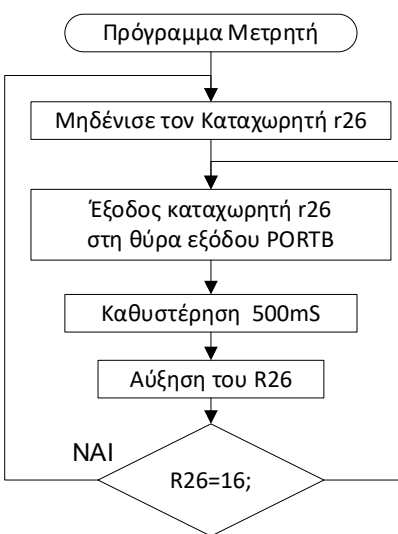 Πρόγραμμα Μετρητή
Μηδένισε τον Καταχωρητή r26
Έξοδος καταχωρητή r26
στη θύρα εξόδου PORTB
Καθυστέρηση 500mS
Αύξηση του R26
ΝΑΙ
R26=16;